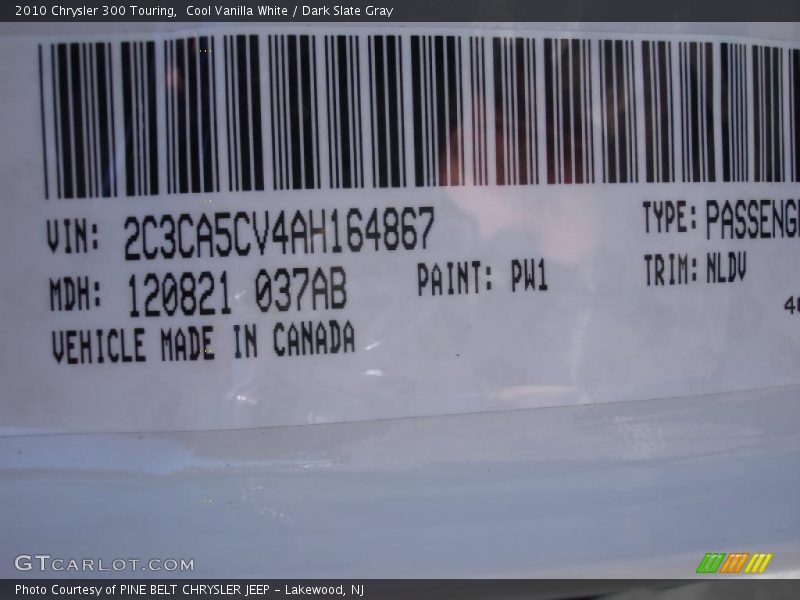 2010 Chrysler 300 Touring,  Cool Vanilla White / Dark Slate Gray
VIN: 2C3CA5CV4AH164867
TYPE: PASSENG
MDH: 120821 037AB
PAINT: PW1
TRIM: NLDV
VEHICLE MADE IN CANADA
GTCARLOT.COM
Photo Courtesy of PINE BELT CHRYSLER JEEP - Lakewood, NJ